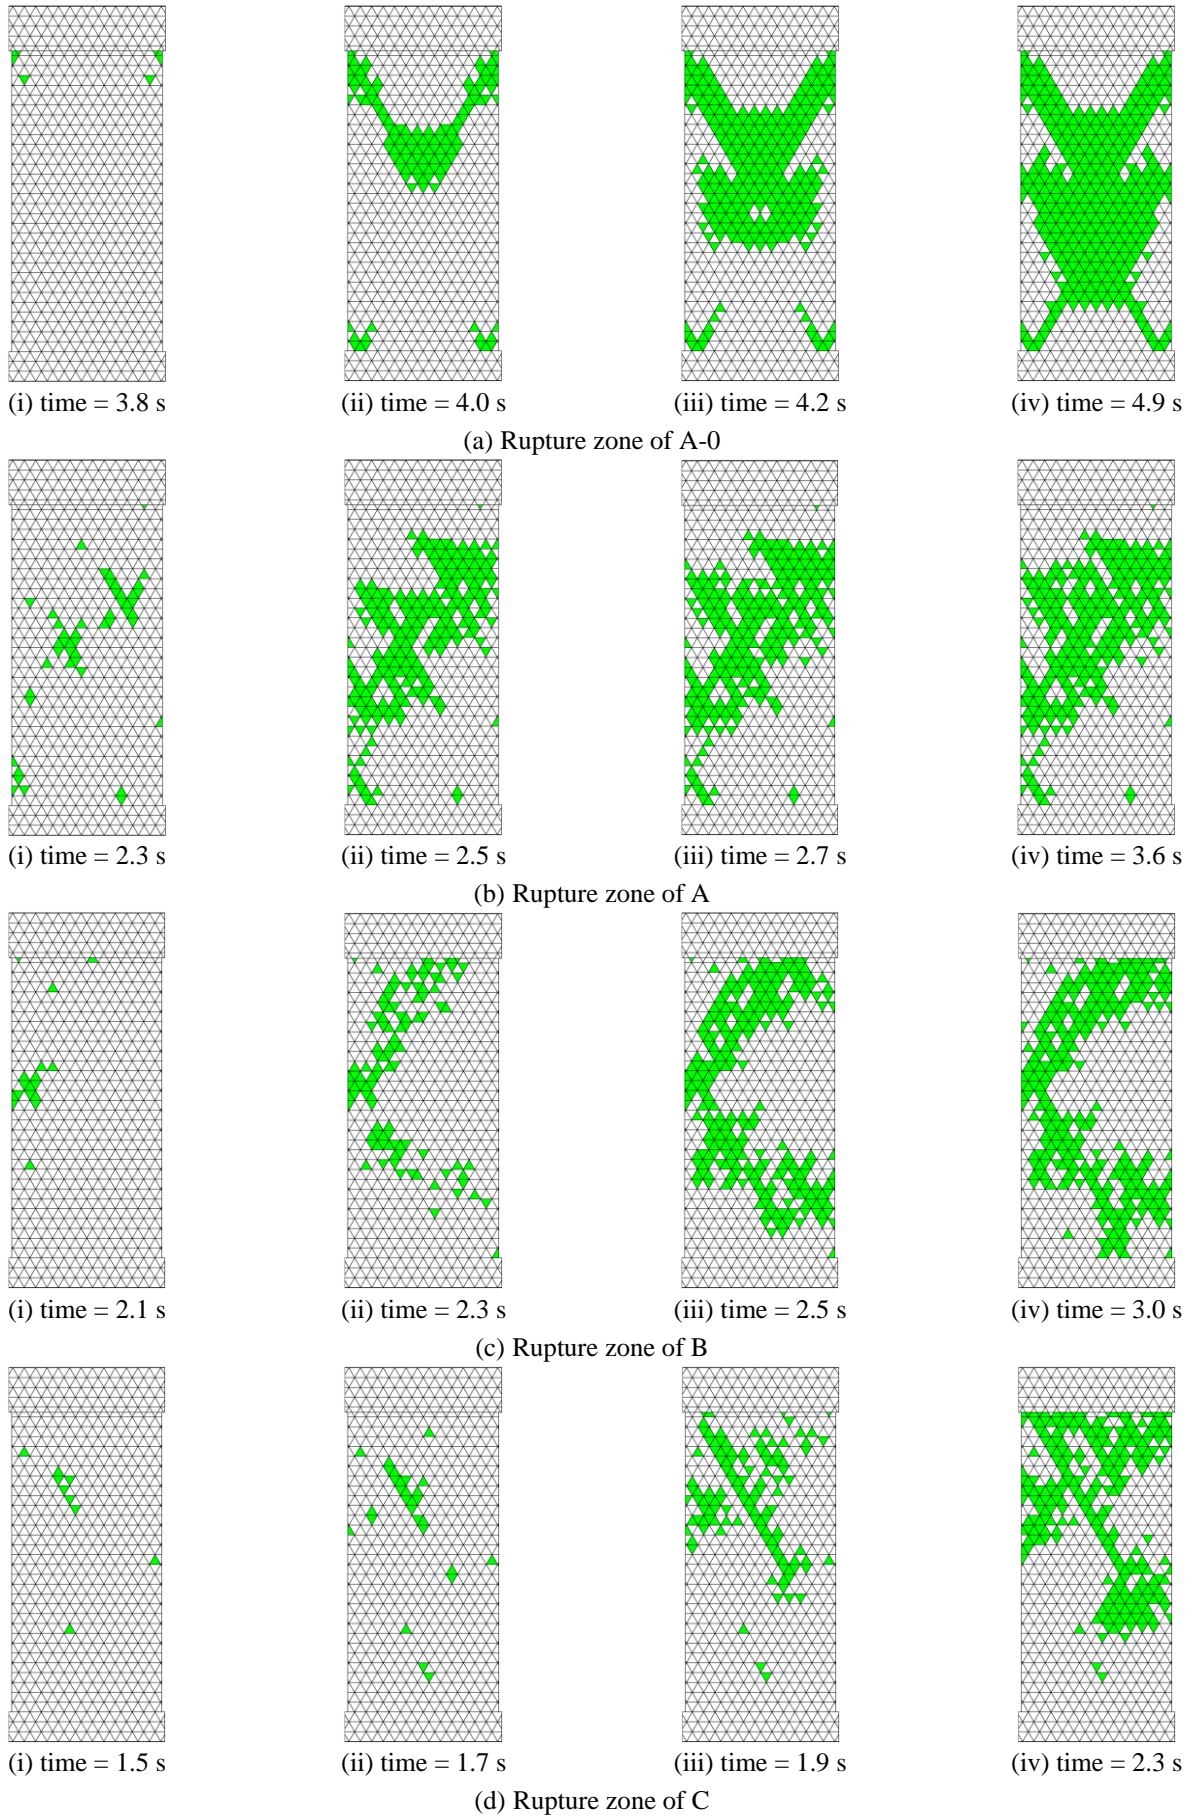 (i) time = 3.8 s (ii) time = 4.0 s (iii) time = 4.2 s (iv) time = 4.9 s
(a) Rupture zone of A-0
(i) time = 2.3 s (ii) time = 2.5 s (iii) time = 2.7 s (iv) time = 3.6 s
(b) Rupture zone of A
(i) time = 2.1 s (ii) time = 2.3 s (iii) time = 2.5 s (iv) time = 3.0 s
(c) Rupture zone of B
(i) time = 1.5 s (ii) time = 1.7 s (iii) time = 1.9 s (iv) time = 2.3 s
(d) Rupture zone of C